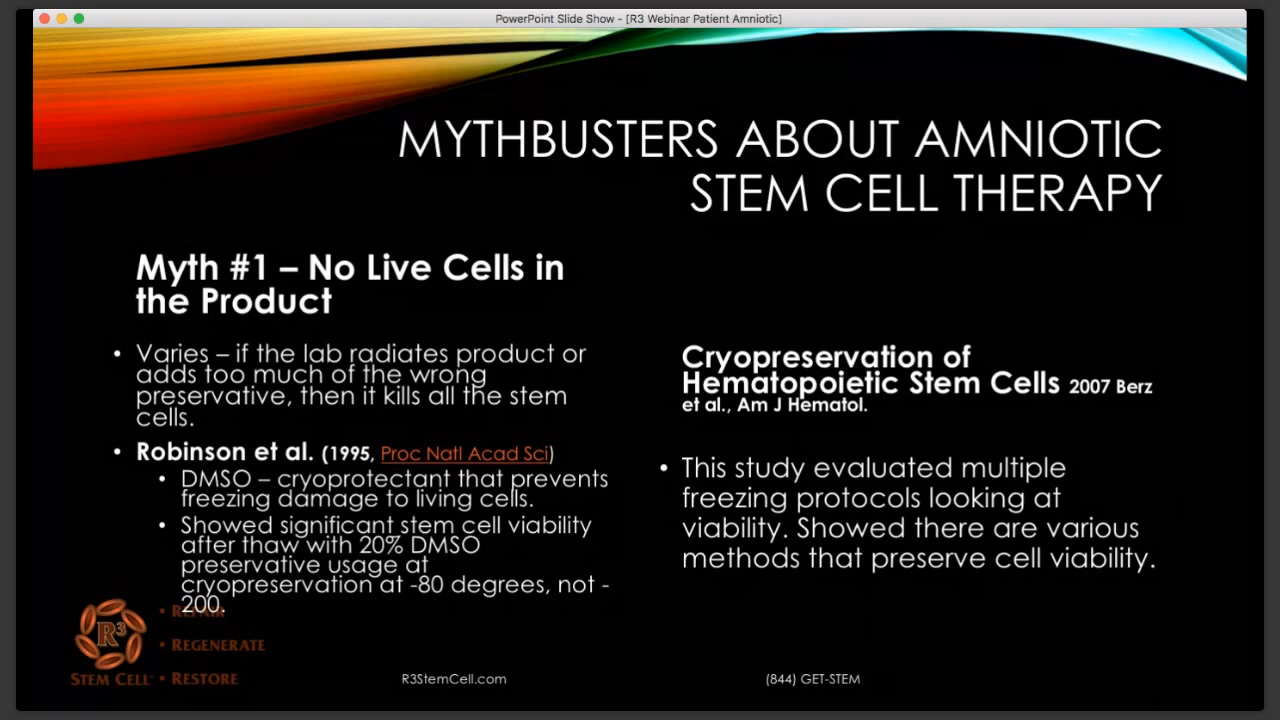 PowerPoint Slide Show - [R3 Webinar Patient Amniotic]
MYTHBUSTERS ABOUT AMNIOTIC
STEM CELL THERAPY
Myth #1 – No Live Cells in
the Product
• Varies – if the lab radiates product or
adds too much of the wrong
preservative, then it kills all the stem
cells.
• Robinson et al. (1995, Proc Natl Acad Sci)
• DMSO – cryoprotectant that prevents
freezing damage to living cells.
• Showed significant stem cell viability
after thaw with 20% DMSO
preservative usage at
cryopreservation at -80 degrees, not -
200.
Cryopreservation of
Hematopoietic Stem Cells 2007 Berz
et al., Am J Hematol.
• This study evaluated multiple
freezing protocols looking at
viability. Showed there are various
methods that preserve cell viability.
R3
STEM CELL
• REPAIR
• REGENERATE
• RESTORE
R3StemCell.com
(844) GET-STEM